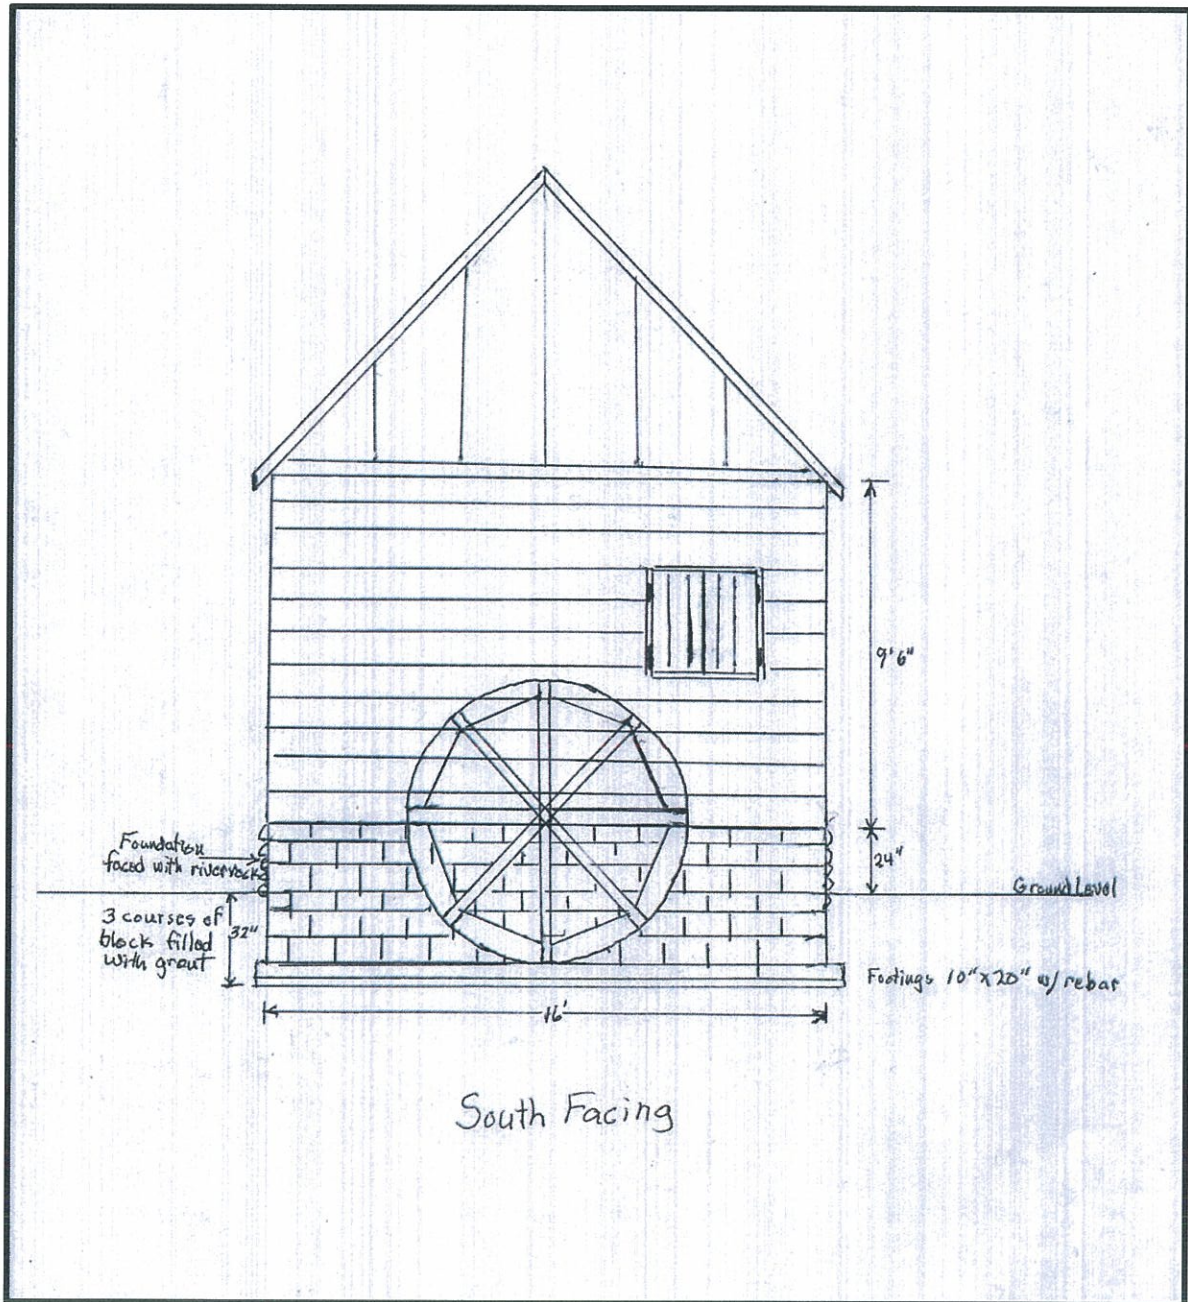 9'6"
Foundation
faced with riverrock
24"
Ground Level
3 courses of
block filled
with grout
32"
Footings 10"x20" w/ rebar
16'
South Facing